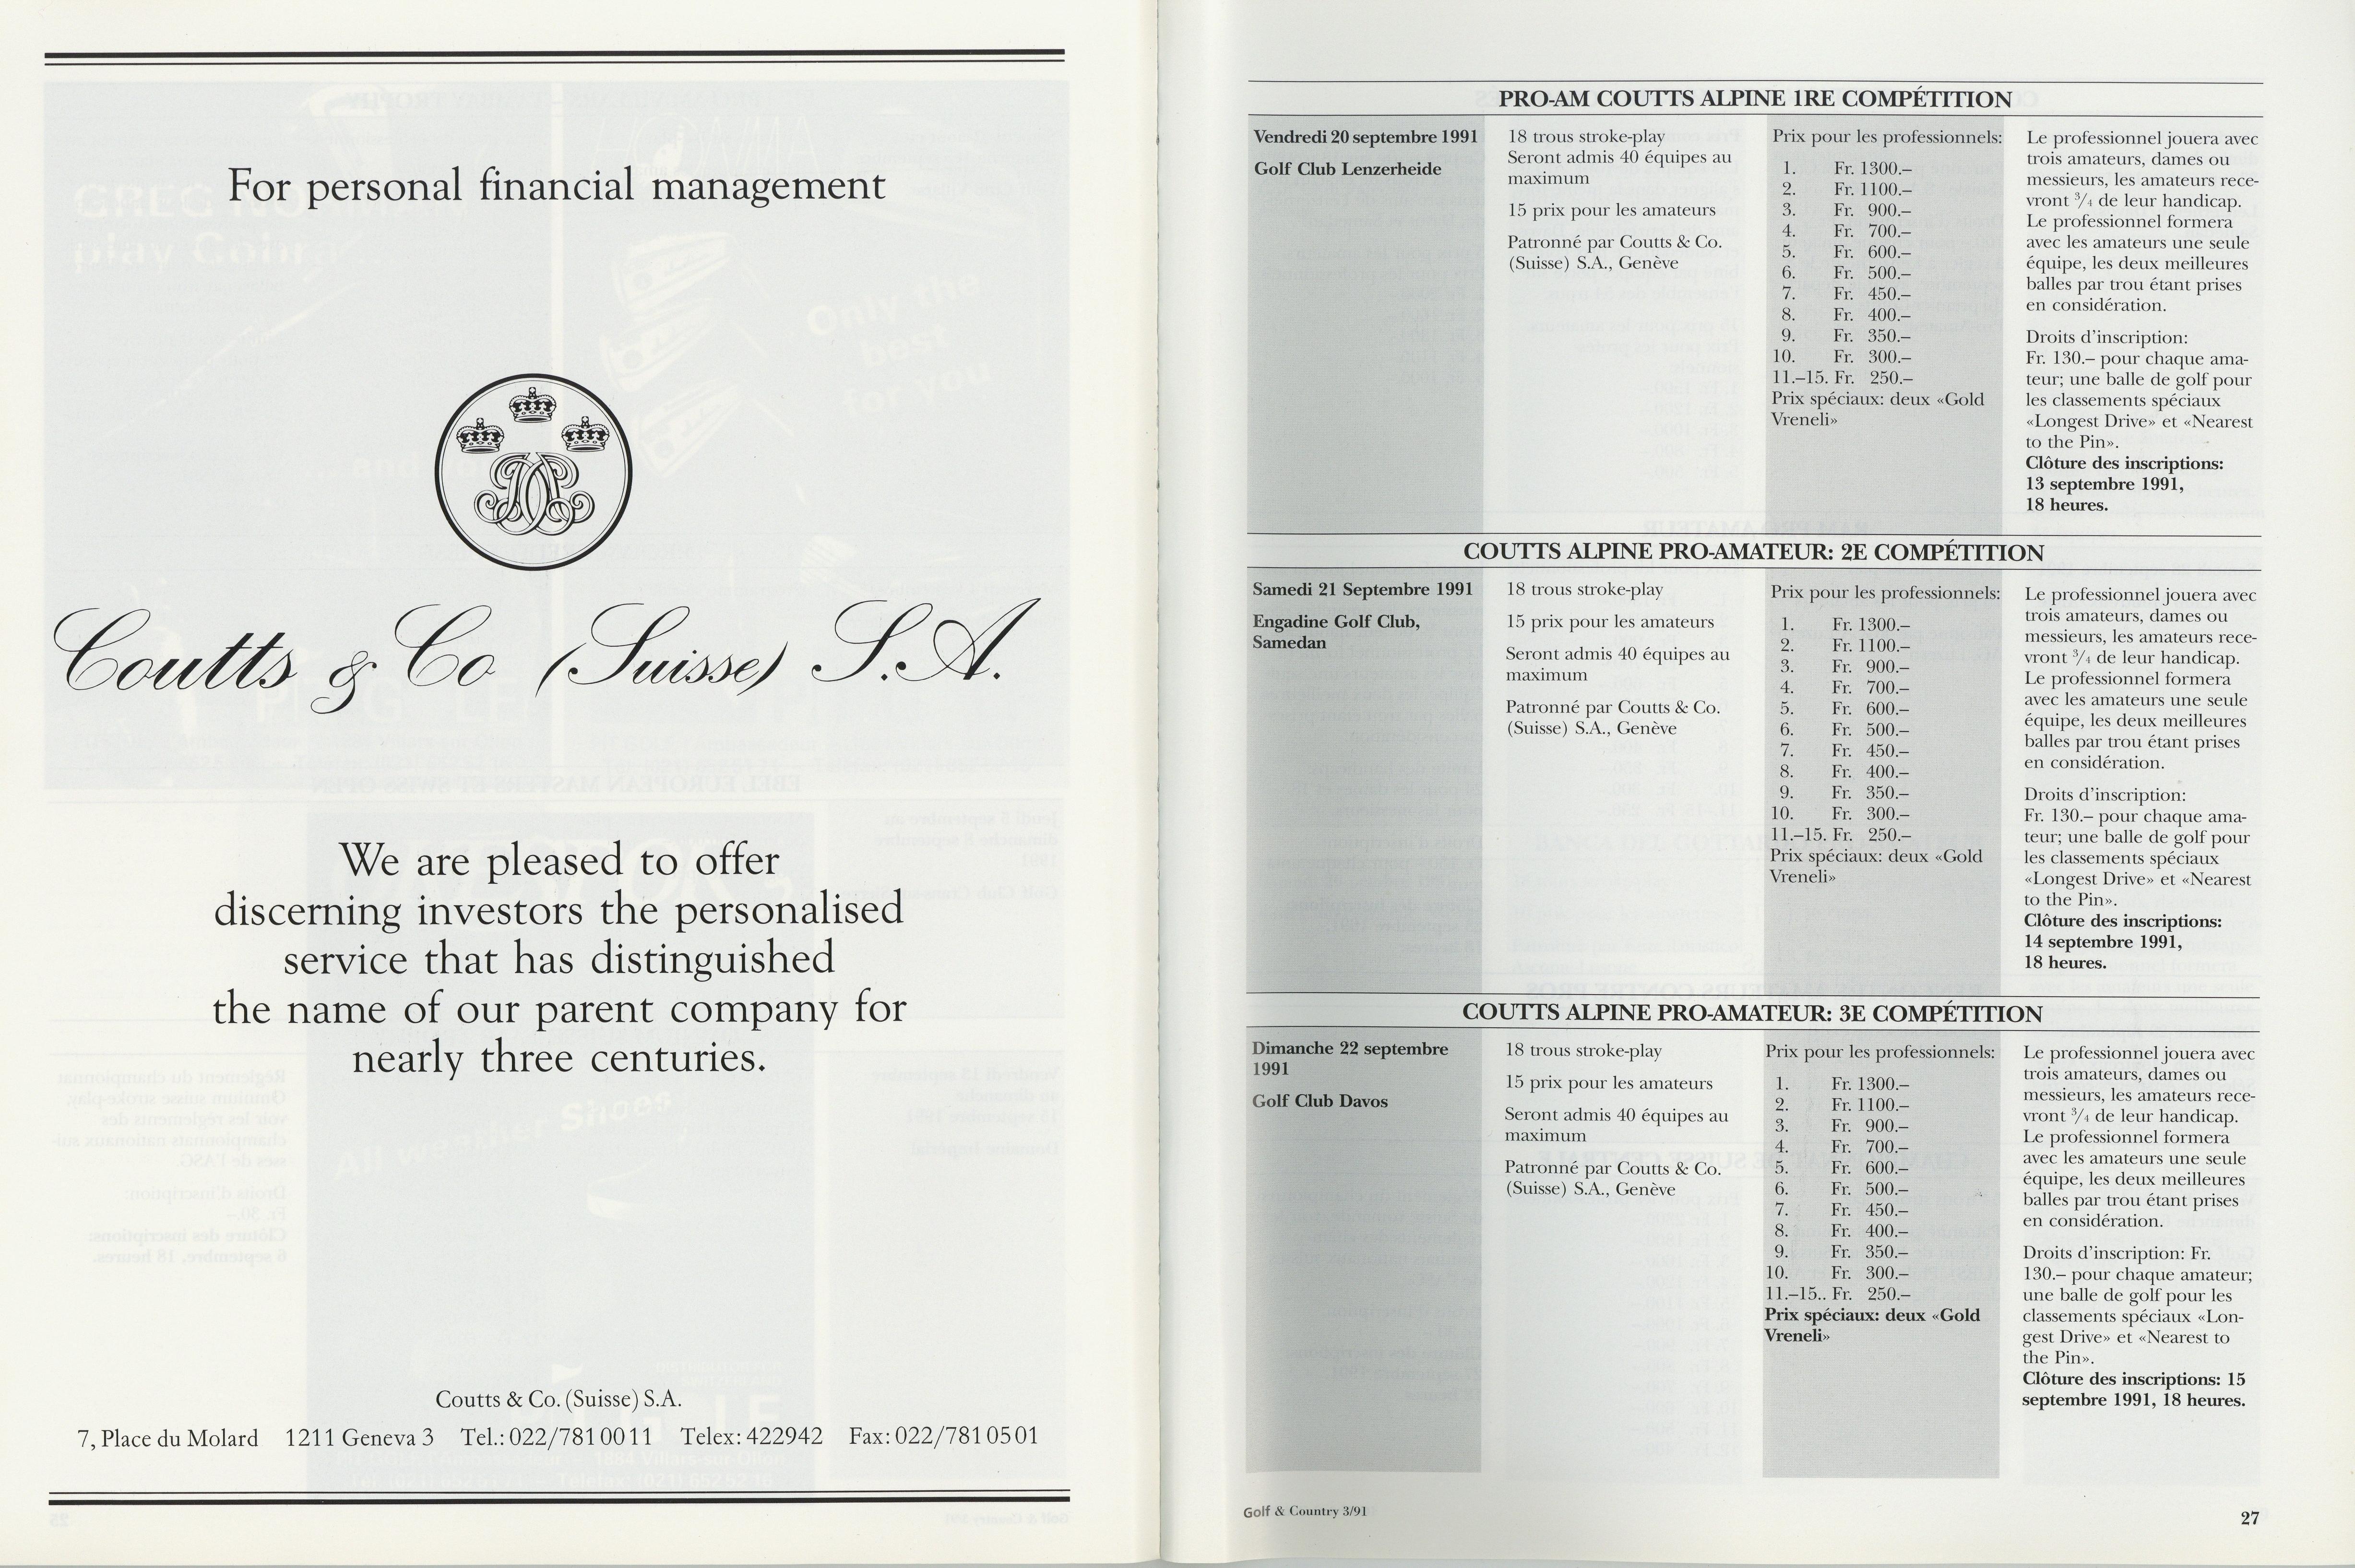 For personal financial management
Coutts & Co (Suisse) S.A.
We are pleased to offer
discerning investors the personalised
service that has distinguished
the name of our parent company for
nearly three centuries.
Coutts & Co. (Suisse) S.A.
7, Place du Molard 1211 Geneva 3 Tel.: 022/781 00 11 Telex: 422942 Fax: 022/781 05 01
PRO-AM COUTTS ALPINE 1RE COMPÉTITION
Vendredi 20 septembre 1991
Golf Club Lenzerheide
18 trous stroke-play
Seront admis 40 équipes au
maximum
15 prix pour les amateurs
Patronné par Coutts & Co.
(Suisse) S.A., Genève
Prix pour les professionnels:
1. Fr. 1300.–
2. Fr. 1100.–
3. Fr. 900.–
4. Fr. 700.–
5. Fr. 600.–
6. Fr. 500.–
7. Fr. 450.–
8. Fr. 400.–
9. Fr. 350.–
10. Fr. 300.–
11.–15. Fr. 250.–
Prix spéciaux: deux «Gold
Vreneli»
Le professionnel jouera avec
trois amateurs, dames ou
messieurs, les amateurs rece-
vront ¾ de leur handicap.
Le professionnel formera
avec les amateurs une seule
équipe, les deux meilleures
balles par trou étant prises
en considération.
Droits d'inscription:
Fr. 130.– pour chaque ama-
teur; une balle de golf pour
les classements spéciaux
«Longest Drive» et «Nearest
to the Pin».
Clôture des inscriptions:
13 septembre 1991,
18 heures.
COUTTS ALPINE PRO-AMATEUR: 2E COMPÉTITION
Samedi 21 Septembre 1991
Engadine Golf Club,
Samedan
18 trous stroke-play
15 prix pour les amateurs
Seront admis 40 équipes au
maximum
Patronné par Coutts & Co.
(Suisse) S.A., Genève
Prix pour les professionnels:
1. Fr. 1300.–
2. Fr. 1100.–
3. Fr. 900.–
4. Fr. 700.–
5. Fr. 600.–
6. Fr. 500.–
7. Fr. 450.–
8. Fr. 400.–
9. Fr. 350.–
10. Fr. 300.–
11.–15. Fr. 250.–
Prix spéciaux: deux «Gold
Vreneli»
Le professionnel jouera avec
trois amateurs, dames ou
messieurs, les amateurs rece-
vront ¾ de leur handicap.
Le professionnel formera
avec les amateurs une seule
équipe, les deux meilleures
balles par trou étant prises
en considération.
Droits d'inscription:
Fr. 130.– pour chaque ama-
teur; une balle de golf pour
les classements spéciaux
«Longest Drive» et «Nearest
to the Pin».
Clôture des inscriptions:
14 septembre 1991,
18 heures.
COUTTS ALPINE PRO-AMATEUR: 3E COMPÉTITION
Dimanche 22 septembre
1991
Golf Club Davos
18 trous stroke-play
15 prix pour les amateurs
Seront admis 40 équipes au
maximum
Patronné par Coutts & Co.
(Suisse) S.A., Genève
Prix pour les professionnels:
1. Fr. 1300.–
2. Fr. 1100.–
3. Fr. 900.–
4. Fr. 700.–
5. Fr. 600.–
6. Fr. 500.–
7. Fr. 450.–
8. Fr. 400.–
9. Fr. 350.–
10. Fr. 300.–
11.–15.. Fr. 250.–
Prix spéciaux: deux «Gold
Vreneli»
Le professionnel jouera avec
trois amateurs, dames ou
messieurs, les amateurs rece-
vront ¾ de leur handicap.
Le professionnel formera
avec les amateurs une seule
équipe, les deux meilleures
balles par trou étant prises
en considération.
Droits d'inscription: Fr.
130.– pour chaque amateur;
une balle de golf pour les
classements spéciaux «Lon-
gest Drive» et «Nearest to
the Pin».
Clôture des inscriptions: 15
septembre 1991, 18 heures.
Golf & Country 3/91
27